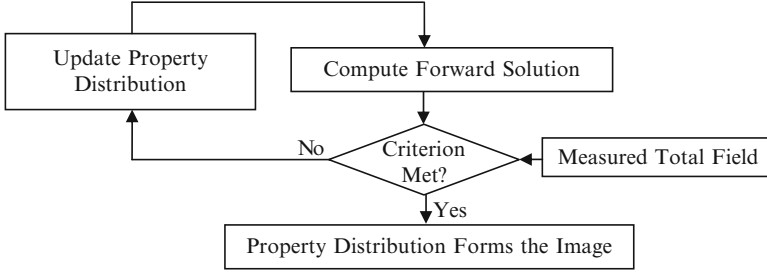 Update Property
Distribution
Compute Forward Solution
No
Criterion
Met?
Measured Total Field
Yes
Property Distribution Forms the Image